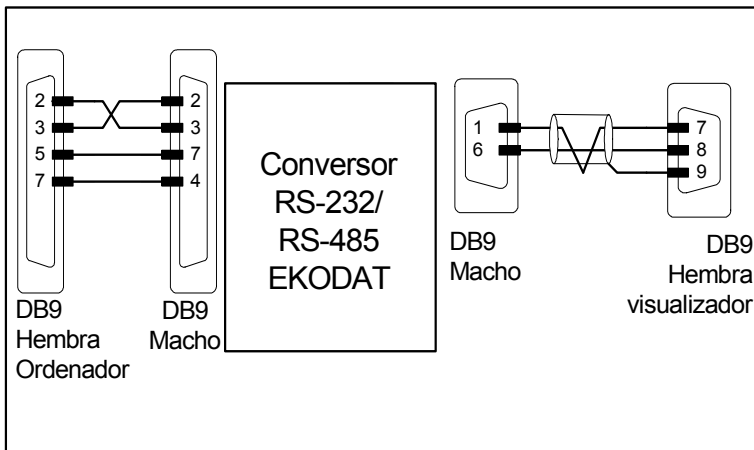 2
3
5
7
2
3
7
4
DB9
Hembra
Ordenador
DB9
Macho
Conversor
RS-232/
RS-485
EKODAT
1
6
DB9
Macho
7
8
9
DB9
Hembra
visualizador